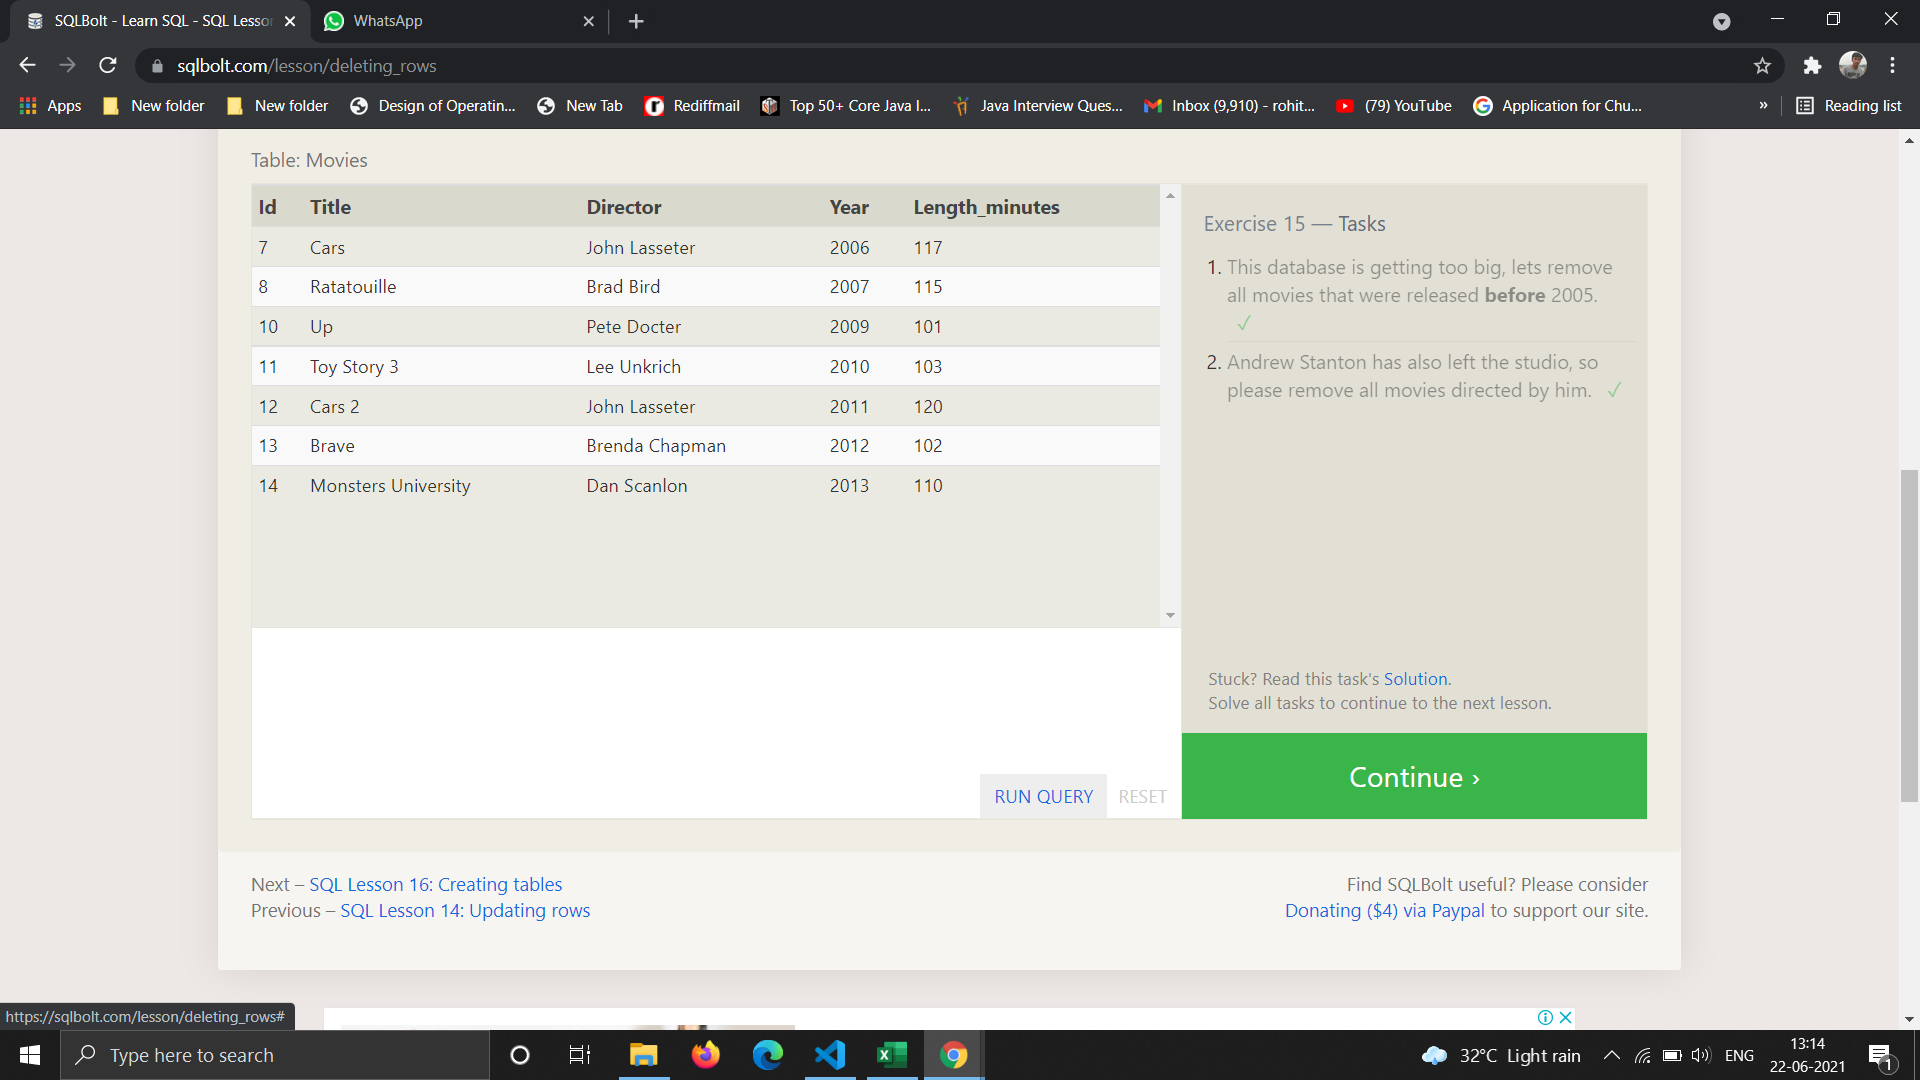 SQLBolt - Learn SQL - SQL Lesson
WhatsApp
sqlbolt.com/lesson/deleting_rows
Apps
New folder
New folder
Design of Operatin...
New Tab
Rediffmail
Top 50+ Core Java I...
Java Interview Ques...
Inbox (9,910) - rohit...
(79) YouTube
Application for Chu...
»
Reading list
Table: Movies
Id Title Director Year Length_minutes
7 Cars John Lasseter 2006 117
8 Ratatouille Brad Bird 2007 115
10 Up Pete Docter 2009 101
11 Toy Story 3 Lee Unkrich 2010 103
12 Cars 2 John Lasseter 2011 120
13 Brave Brenda Chapman 2012 102
14 Monsters University Dan Scanlon 2013 110
RUN QUERY RESET
Exercise 15 — Tasks
1. This database is getting too big, lets remove
all movies that were released before 2005.
✓
2. Andrew Stanton has also left the studio, so
please remove all movies directed by him. ✓
Stuck? Read this task's Solution.
Solve all tasks to continue to the next lesson.
Continue ›
Next – SQL Lesson 16: Creating tables
Previous – SQL Lesson 14: Updating rows
Find SQLBolt useful? Please consider
Donating ($4) via Paypal to support our site.
https://sqlbolt.com/lesson/deleting_rows#
Type here to search
32°C Light rain
ENG
13:14
22-06-2021
1